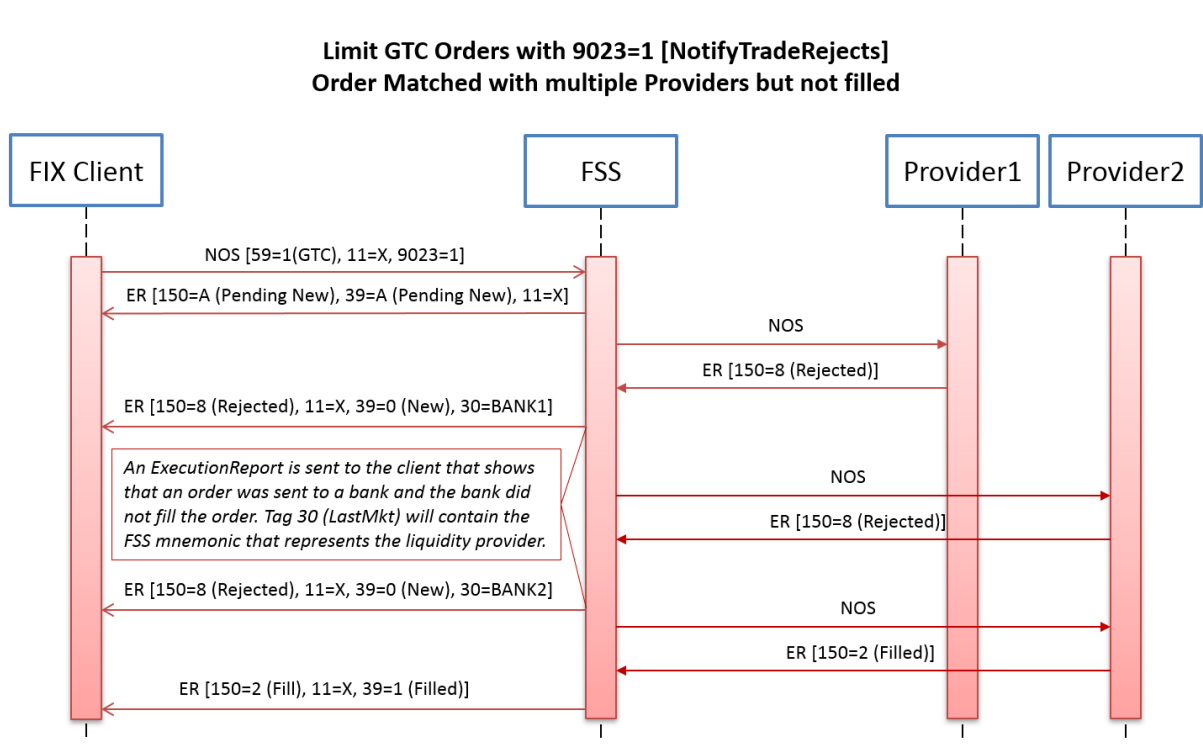 Limit GTC Orders with 9023=1 [NotifyTradeRejects]
Order Matched with multiple Providers but not filled
FIX Client
FSS
Provider1
Provider2
NOS [59=1(GTC), 11=X, 9023=1]
ER [150=A (Pending New), 39=A (Pending New), 11=X]
NOS
ER [150=8 (Rejected)]
ER [150=8 (Rejected), 11=X, 39=0 (New), 30=BANK1]
An ExecutionReport is sent to the client that shows
that an order was sent to a bank and the bank did
not fill the order. Tag 30 (LastMkt) will contain the
FSS mnemonic that represents the liquidity provider.
NOS
ER [150=8 (Rejected)]
ER [150=8 (Rejected), 11=X, 39=0 (New), 30=BANK2]
NOS
ER [150=2 (Filled)]
ER [150=2 (Fill), 11=X, 39=1 (Filled)]